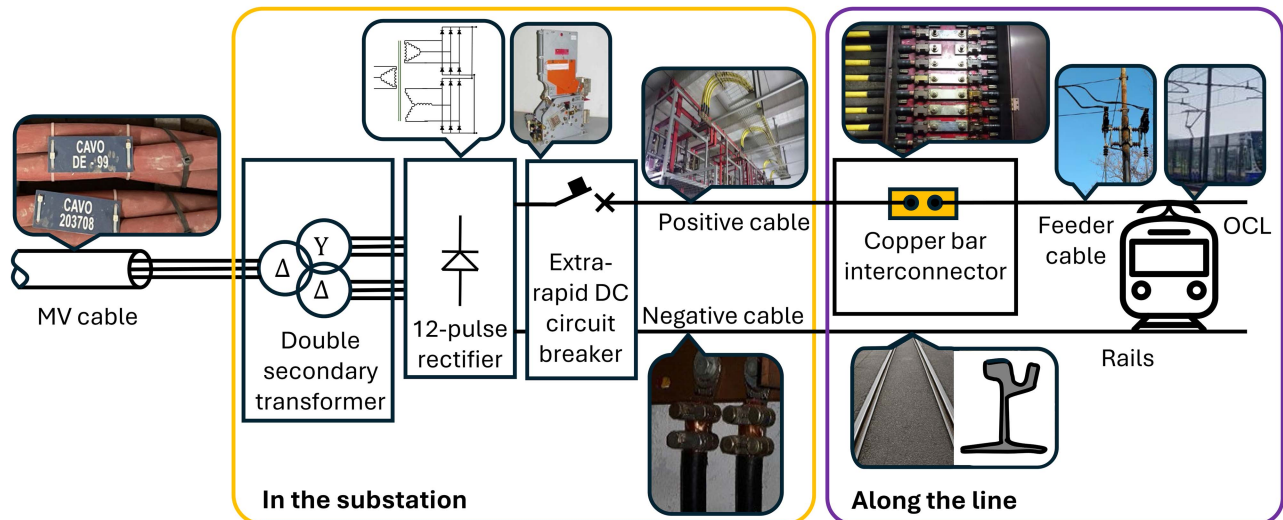 CAVO
DE - 99
CAVO
203708
MV cable
Δ
Y
Δ
Double
secondary
transformer
12-pulse
rectifier
Extra-
rapid DC
circuit
breaker
Positive cable
Negative cable
Copper bar
interconnector
Feeder
cable
OCL
Rails
In the substation
Along the line